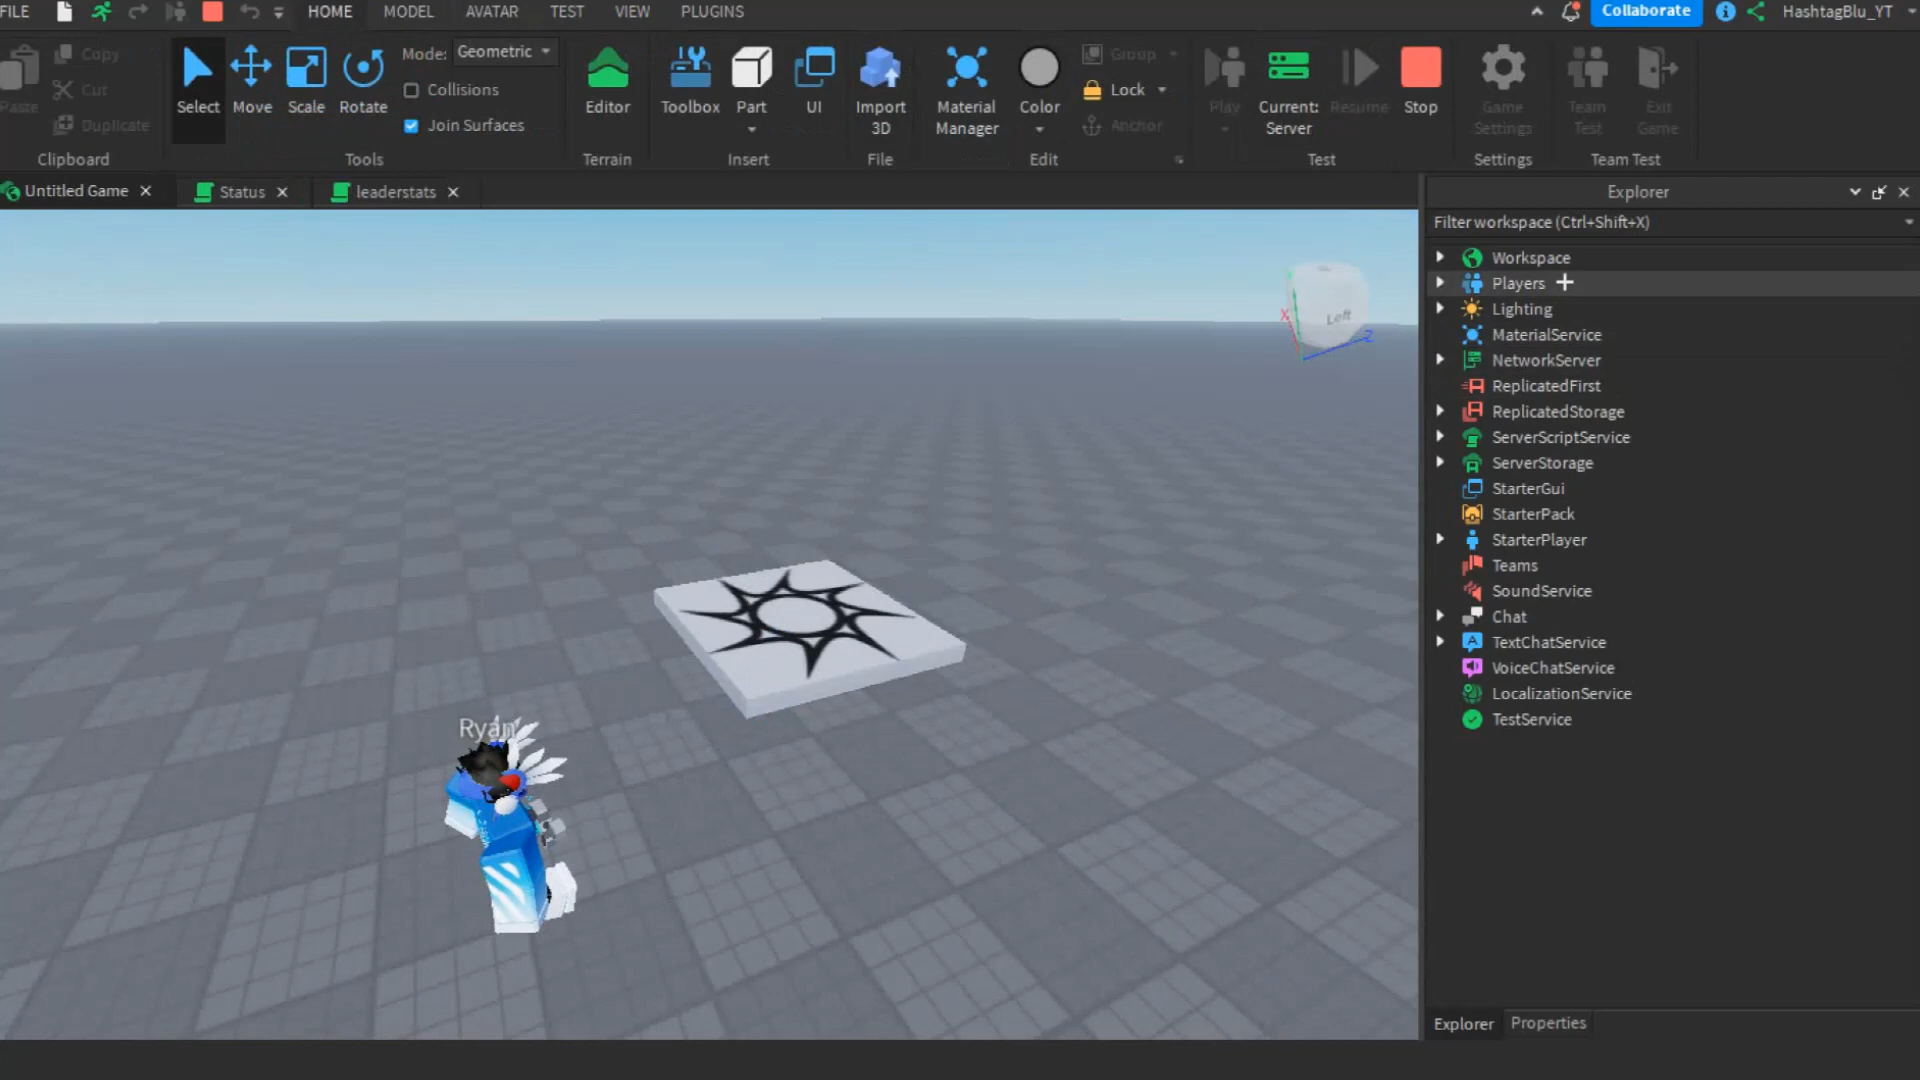 FILE HOME MODEL AVATAR TEST VIEW PLUGINS Collaborate HashtagBlu_YT
Paste
Copy
Cut
Duplicate
Clipboard
Select Move Scale Rotate
Mode: Geometric
Collisions
Join Surfaces
Tools
Editor
Terrain
Toolbox Part UI
Insert
Import
3D
File
Material
Manager
Color
Group
Lock
Anchor
Edit
Play
Current:
Server
Resume
Stop
Test
Game
Settings
Settings
Team
Test
Exit
Game
Team Test
Untitled Game Status leaderstats
Explorer
Filter workspace (Ctrl+Shift+X)
Workspace
Players
Lighting
MaterialService
NetworkServer
ReplicatedFirst
ReplicatedStorage
ServerScriptService
ServerStorage
StarterGui
StarterPack
StarterPlayer
Teams
SoundService
Chat
TextChatService
VoiceChatService
LocalizationService
TestService
Explorer Properties
X
Left
Z
Ryan